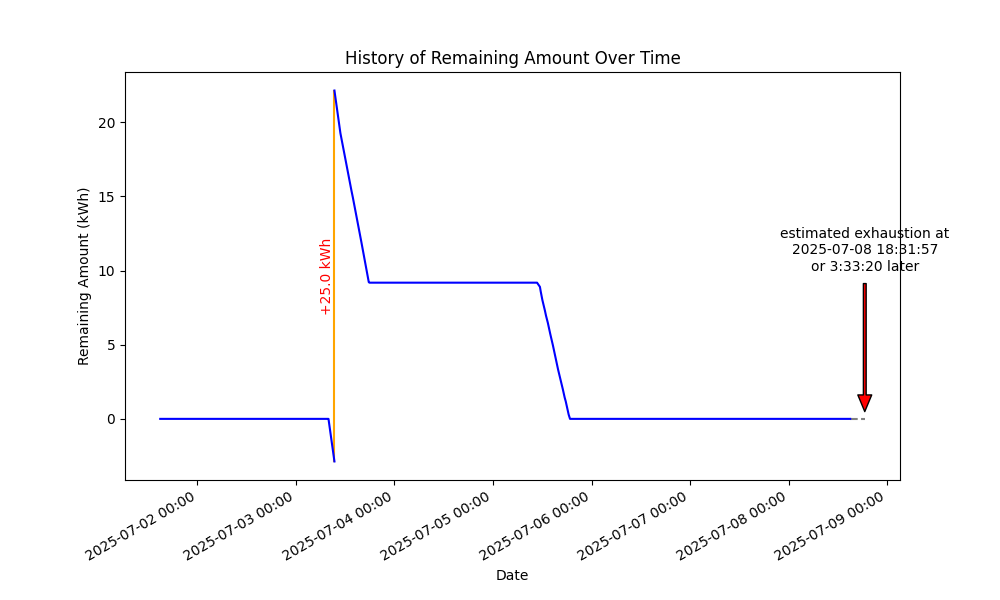 History of Remaining Amount Over Time
Remaining Amount (kWh)
20
15
10
5
0
+25.0 kWh
estimated exhaustion at
2025-07-08 18:31:57
or 3:33:20 later
2025-07-02 00:00
2025-07-03 00:00
2025-07-04 00:00
2025-07-05 00:00
2025-07-06 00:00
2025-07-07 00:00
2025-07-08 00:00
2025-07-09 00:00
Date